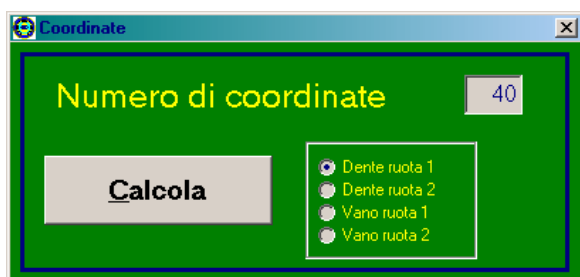 Coordinate
Numero di coordinate 40
Calcola
Dente ruota 1
Dente ruota 2
Vano ruota 1
Vano ruota 2